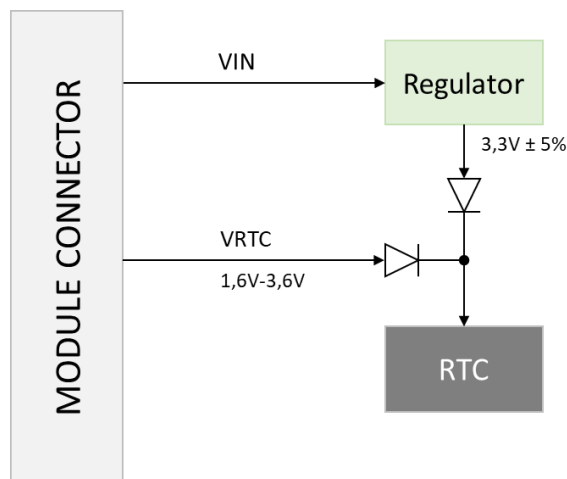 MODULE CONNECTOR
VIN
Regulator
3,3V ± 5%
VRTC
1,6V-3,6V
RTC